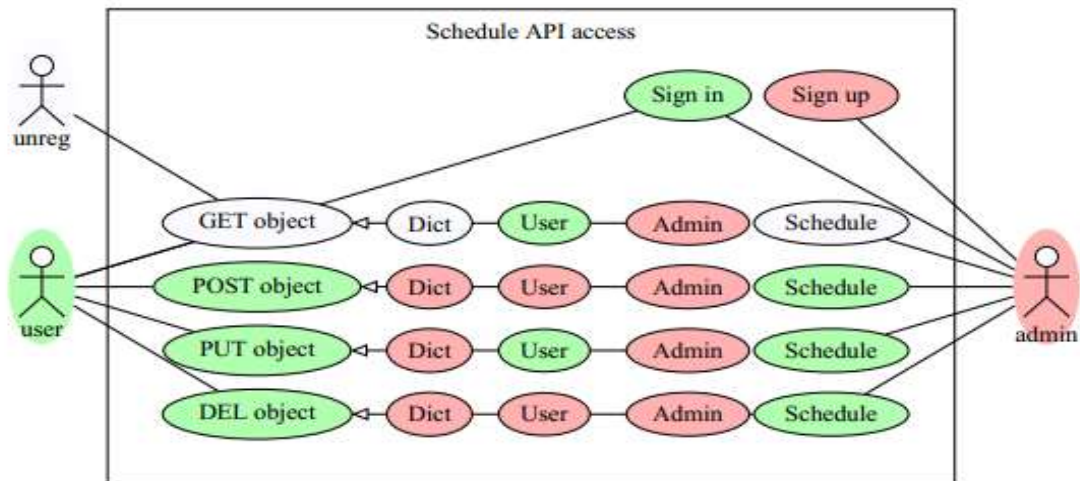 Schedule API access
Sign in Sign up
unreg
GET object Dict User Admin Schedule
POST object Dict User Admin Schedule
user admin
PUT object Dict User Admin Schedule
DEL object Dict User Admin Schedule